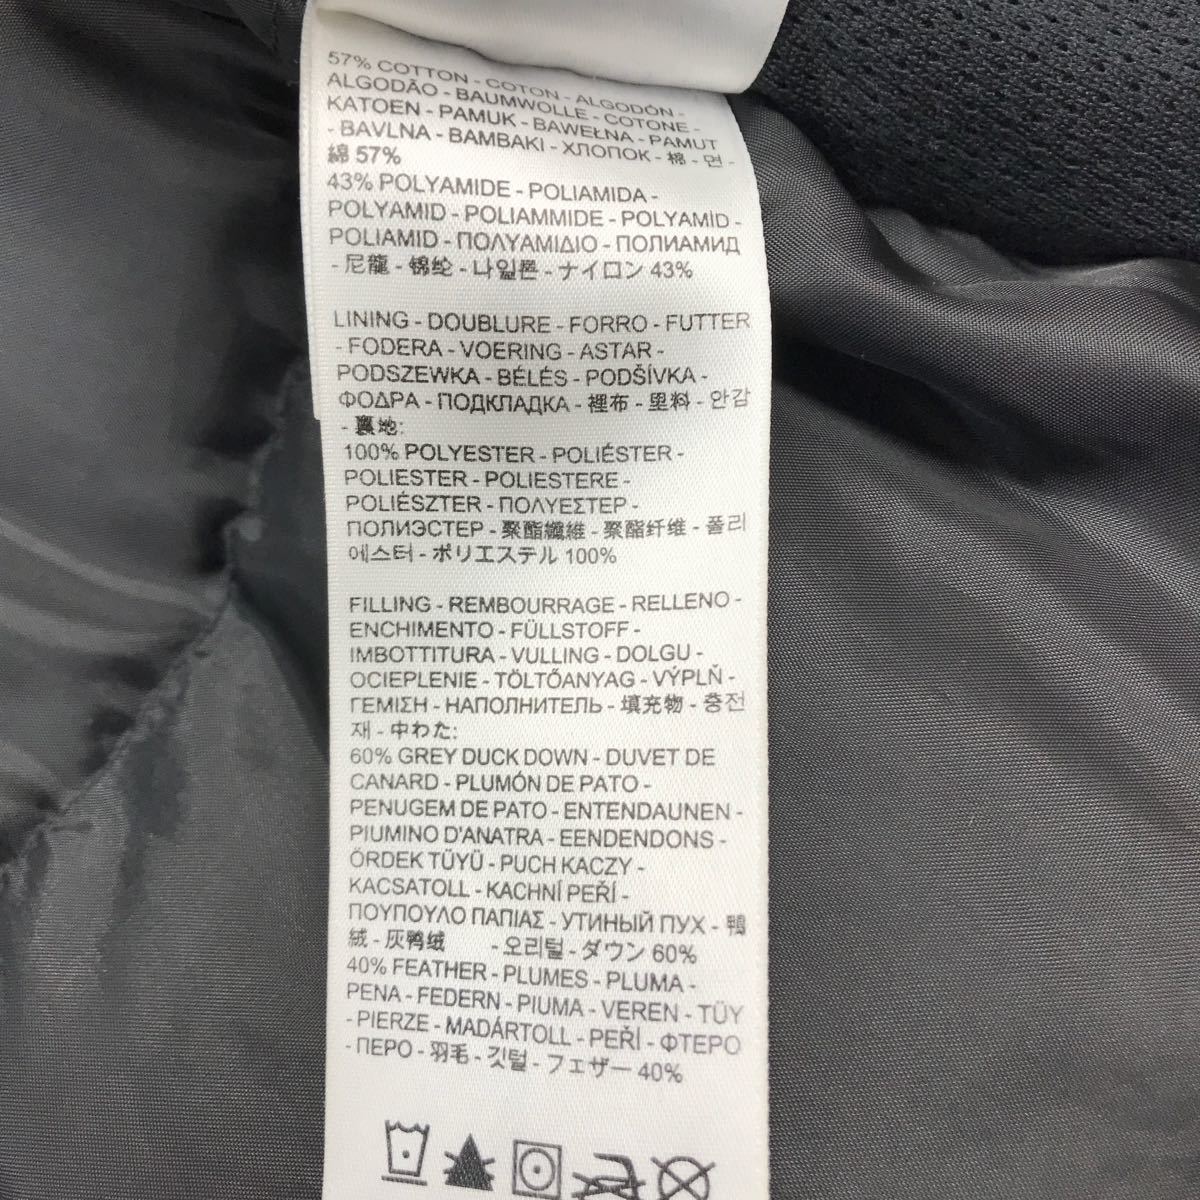 57% COTTON - COTON - ALGODÓN -
ALGODÃO - BAUMWOLLE - COTONE -
KATOEN - PAMUK - BAWEŁNA - PAMUT
- BAVLNA - BAMBAKI - ХЛОПОК - 棉 - 면 -
綿 57%
43% POLYAMIDE - POLIAMIDA -
POLYAMID - POLIAMMIDE - POLYAMİD -
POLIAMID - ΠΟΛΥΑΜΙΔΙΟ - ПОЛИАМИД
- 尼龍 - 锦纶 - 나일론 - ナイロン 43%
LINING - DOUBLURE - FORRO - FUTTER
- FODERA - VOERING - ASTAR -
PODSZEWKA - BÉLÉS - PODŠÍVKA -
ΦΟΔΡΑ - ПОДКЛАДКА - 裡布 - 里料 - 안감
- 裏地:
100% POLYESTER - POLIÉSTER -
POLIESTER - POLIESTERE -
POLIÉSZTER - ΠΟΛΥΕΣΤΕΡ -
ПОЛИЭСТЕР - 聚酯纖維 - 聚酯纤维 - 폴리
에스터 - ポリエステル 100%
FILLING - REMBOURRAGE - RELLENO -
ENCHIMENTO - FÜLLSTOFF -
IMBOTTITURA - VULLING - DOLGU -
OCIEPLENIE - TÖLTŐANYAG - VÝPLŇ -
ΓΕΜΙΣΗ - НАПОЛНИТЕЛЬ - 填充物 - 충전
재 - 中わた:
60% GREY DUCK DOWN - DUVET DE
CANARD - PLUMÓN DE PATO -
PENUGEM DE PATO - ENTENDAUNEN -
PIUMINO D'ANATRA - EENDENDONS -
ÖRDEK TÜYÜ - PUCH KACZY -
KACSATOLL - KACHNÍ PEŘÍ -
ΠΟΥΠΟΥΛΟ ΠΑΠΙΑΣ - УТИНЫЙ ПУХ - 鴨
絨 - 灰鸭绒 - 오리털 - ダウン 60%
40% FEATHER - PLUMES - PLUMA -
PENA - FEDERN - PIUMA - VEREN - TÜY
- PIERZE - MADÁRTOLL - PEŘÍ - ΦΤΕΡΟ
- ПЕРО - 羽毛 - 깃털 - フェザー 40%